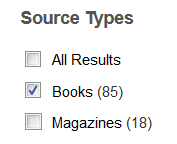 Source Types
All Results
Books (85)
Magazines (18)